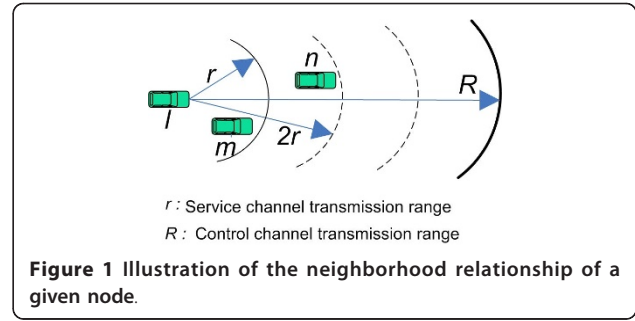 r
n
R
l
m
2r
r : Service channel transmission range
R : Control channel transmission range
Figure 1 Illustration of the neighborhood relationship of a
given node.